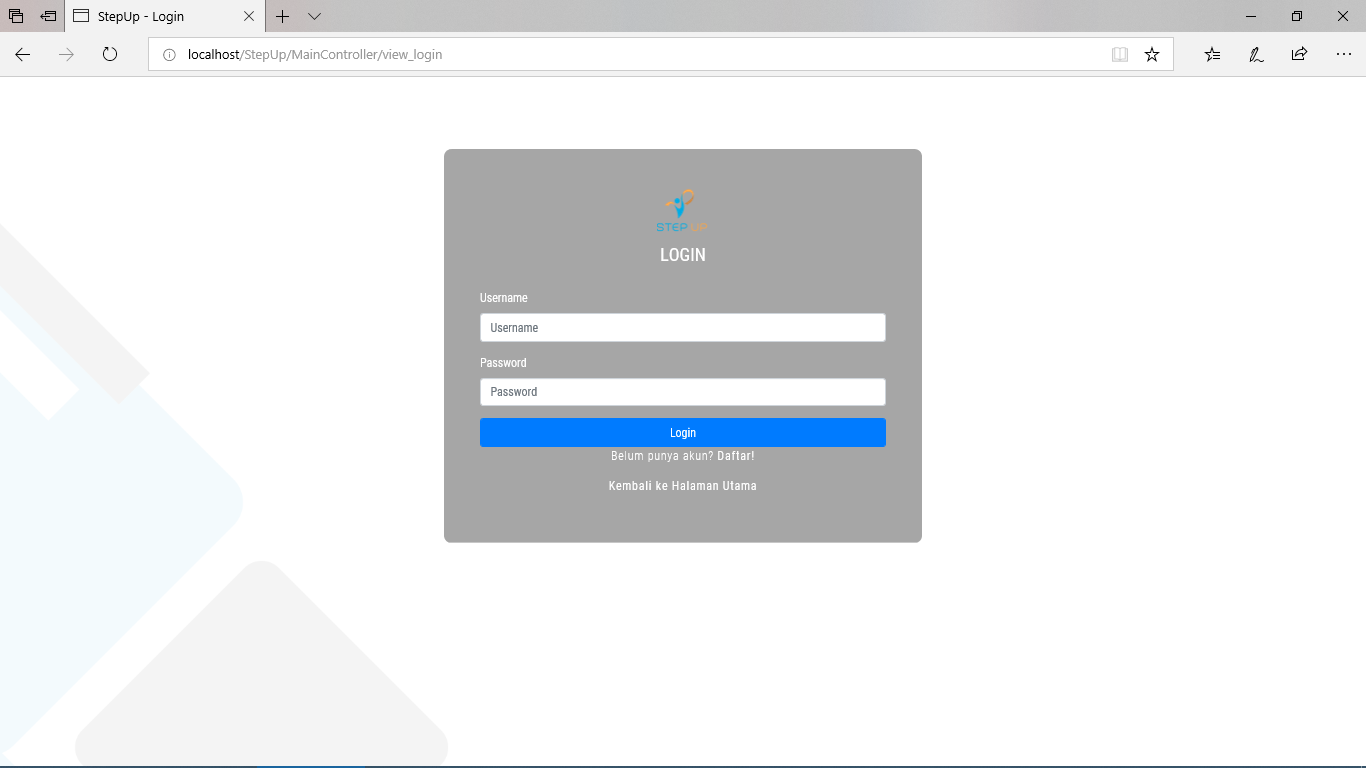 StepUp - Login
localhost/StepUp/MainController/view_login
STEP UP
LOGIN
Username
Username
Password
Password
Login
Belum punya akun? Daftar!
Kembali ke Halaman Utama